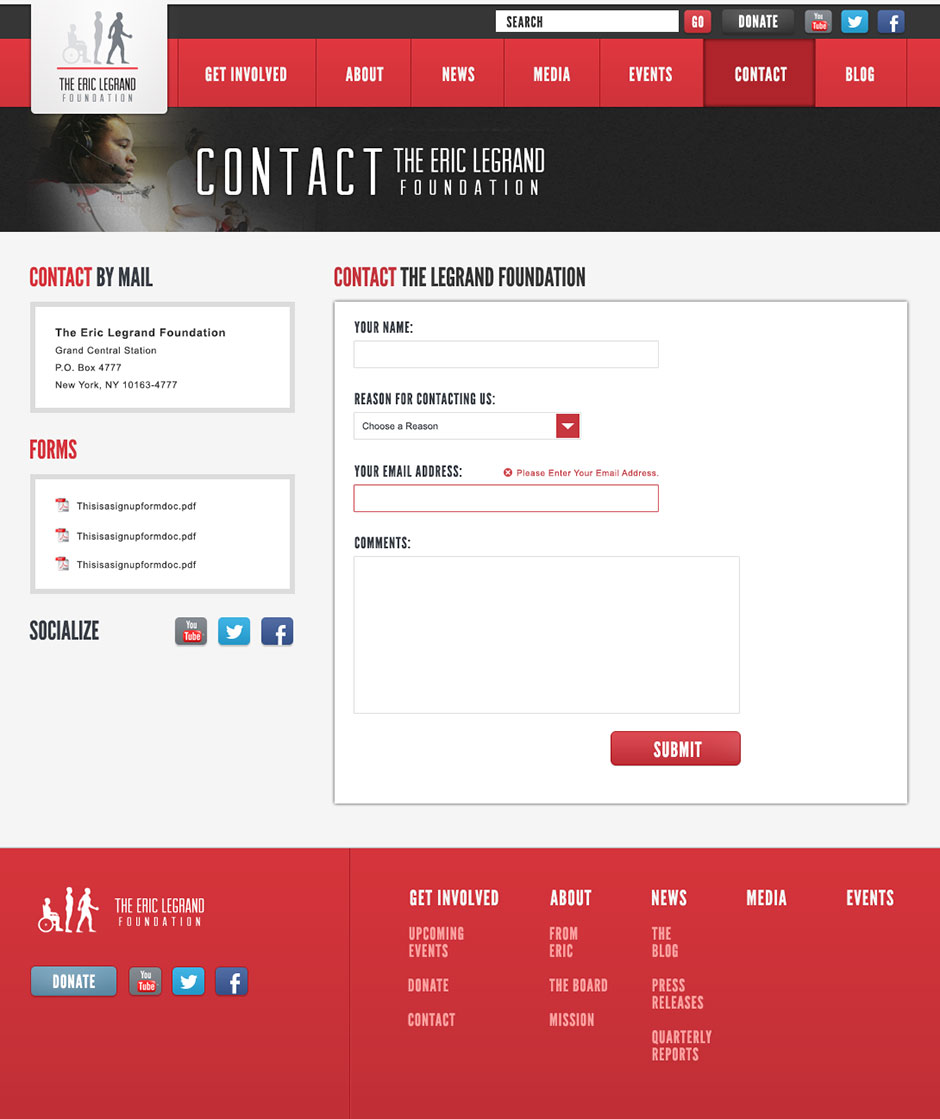 SEARCH
GO
DONATE
You
Tube
THE ERIC LEGRAND
FOUNDATION
GET INVOLVED
ABOUT
NEWS
MEDIA
EVENTS
CONTACT
BLOG
CONTACT THE ERIC LEGRAND
FOUNDATION
CONTACT BY MAIL
The Eric Legrand Foundation
Grand Central Station
P.O. Box 4777
New York, NY 10163-4777
FORMS
Thisisasignupformdoc.pdf
Thisisasignupformdoc.pdf
Thisisasignupformdoc.pdf
SOCIALIZE
You
Tube
CONTACT THE LEGRAND FOUNDATION
YOUR NAME:
REASON FOR CONTACTING US:
Choose a Reason
YOUR EMAIL ADDRESS:
Please Enter Your Email Address.
COMMENTS:
SUBMIT
THE ERIC LEGRAND
FOUNDATION
DONATE
You
Tube
GET INVOLVED
UPCOMING
EVENTS
DONATE
CONTACT
ABOUT
FROM
ERIC
THE BOARD
MISSION
NEWS
THE
BLOG
PRESS
RELEASES
QUARTERLY
REPORTS
MEDIA
EVENTS